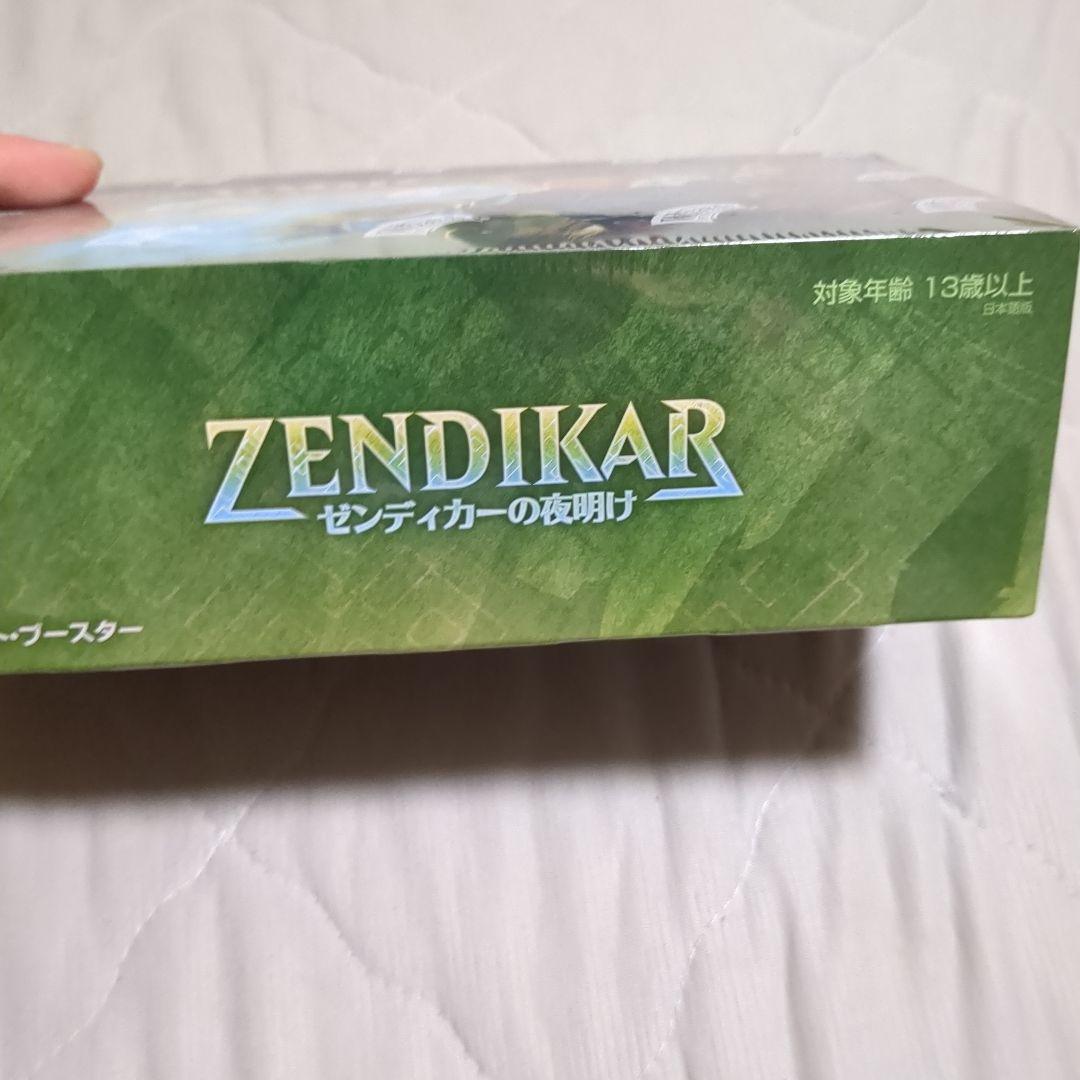 対象年齢 13歳以上
日本語版
ZENDIKAR
ゼンディカーの夜明け
ト・ブースター